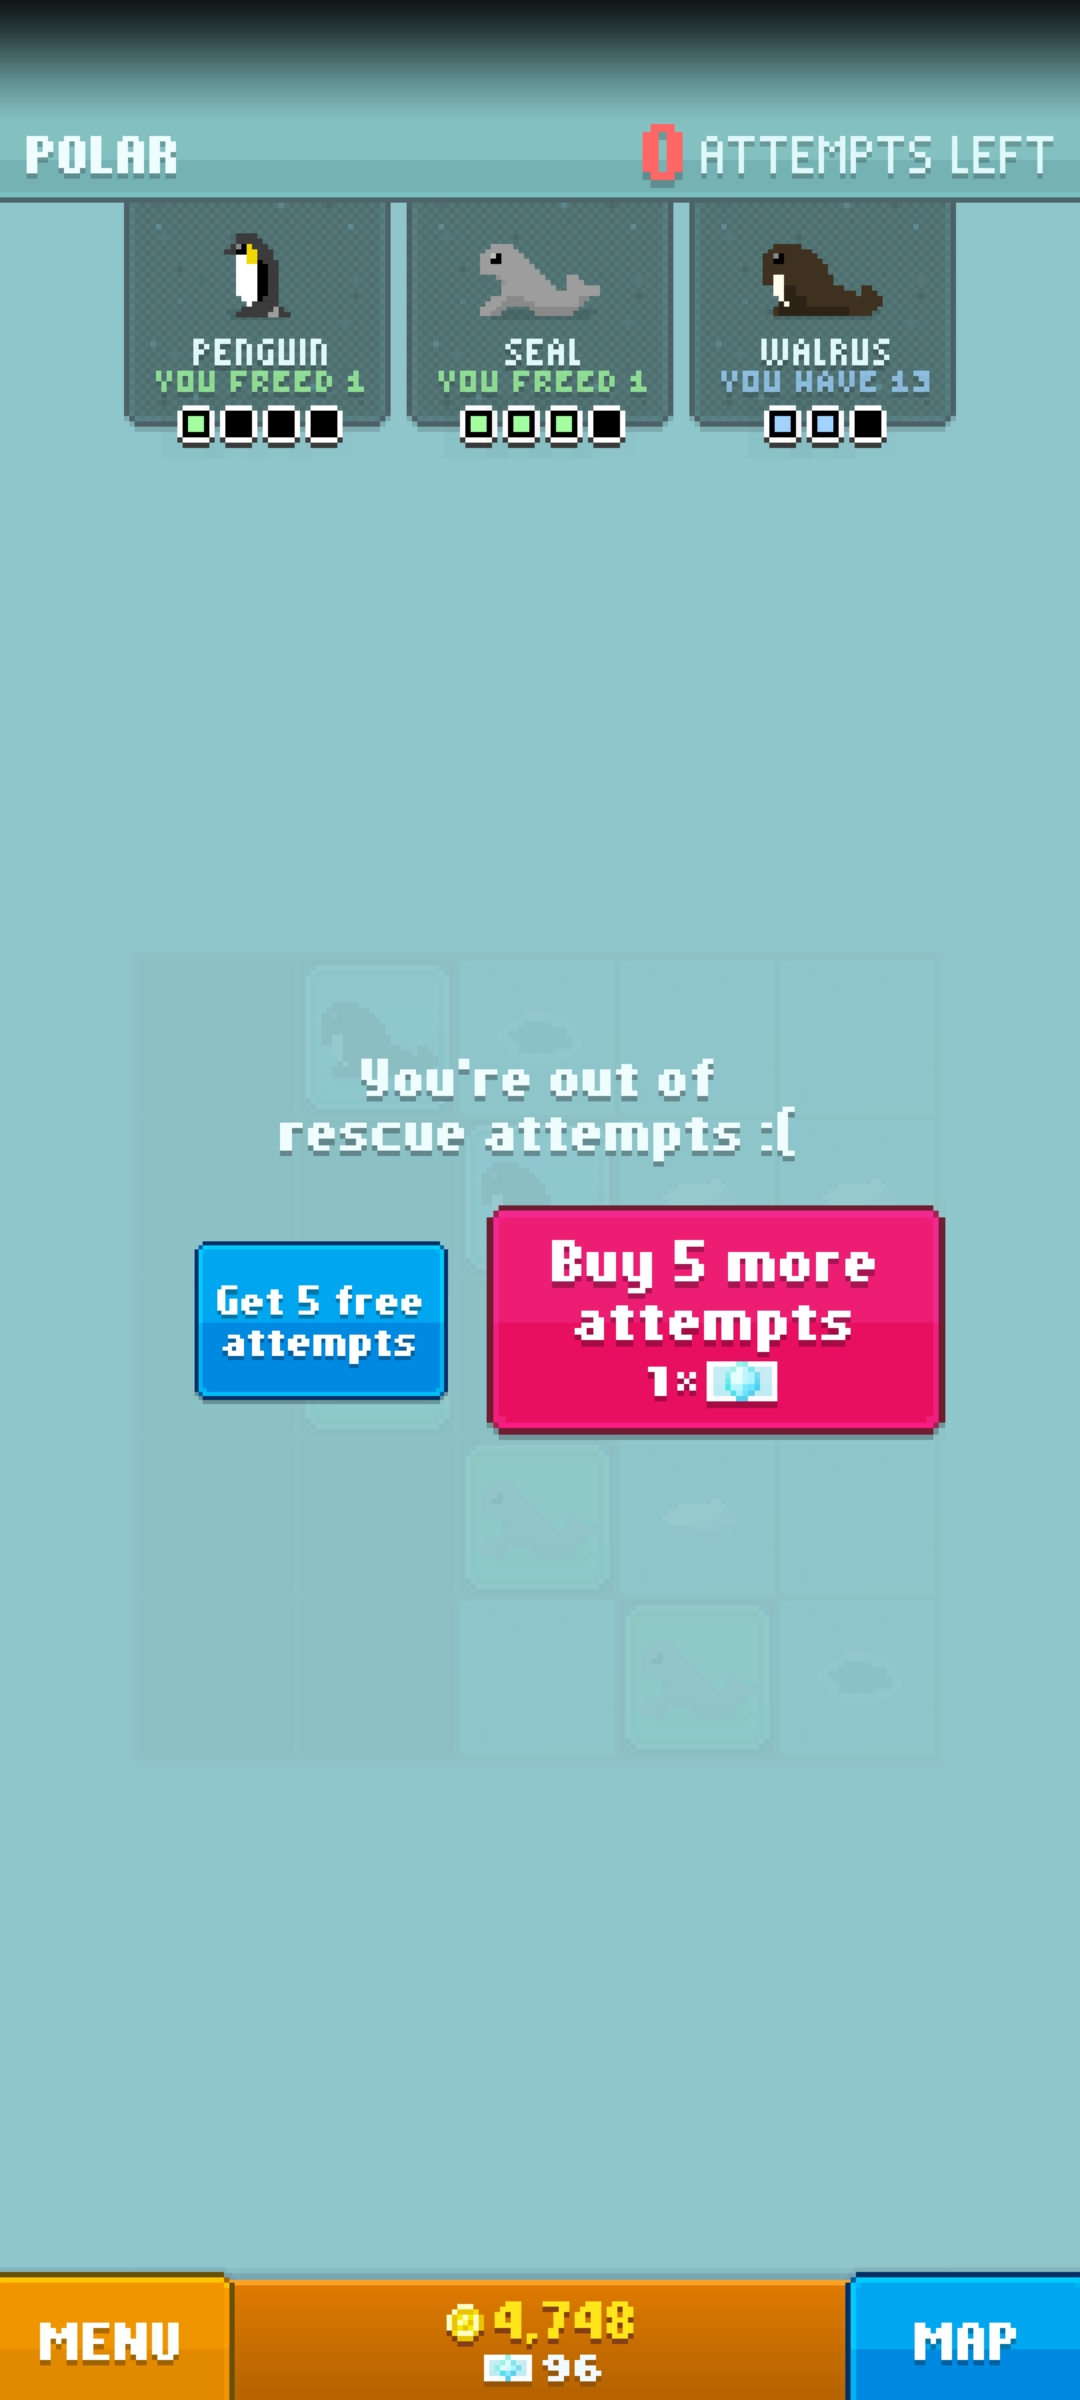 POLAR
0 ATTEMPTS LEFT
PENGUIN
YOU FREED 1
SEAL
YOU FREED 1
WALRUS
YOU HAVE 13
You're out of
rescue attempts :(
Get 5 free
attempts
Buy 5 more
attempts
1×
MENU
4,748
96
MAP